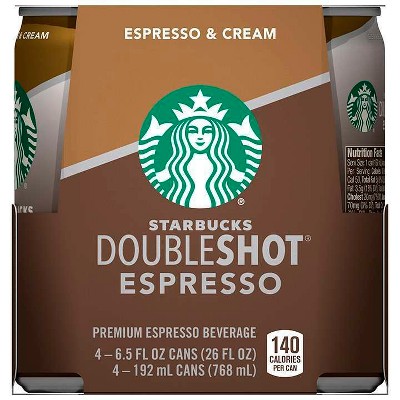 ESPRESSO & CREAM
STARBUCKS
DOUBLESHOT®
ESPRESSO
PREMIUM ESPRESSO BEVERAGE
4–6.5 FL OZ CANS (26 FL OZ)
4–192 mL CANS (768 mL)
140
CALORIES
PER CAN
Nutrition Fa